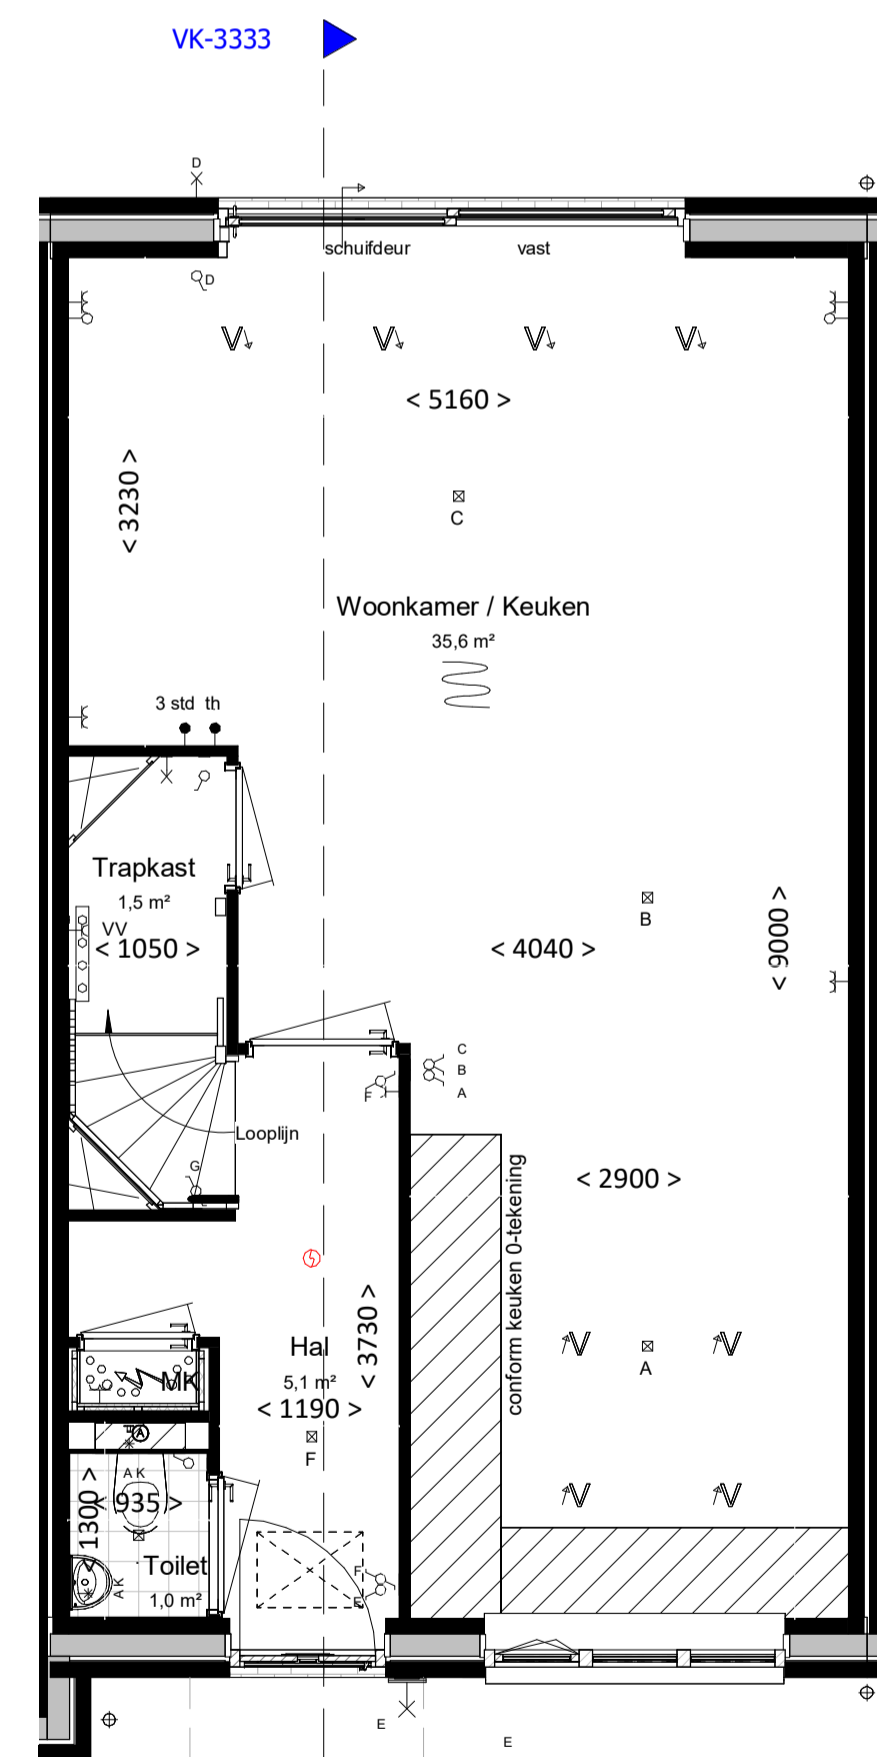 VK-3333
D
schuifdeur
vast
D
V
V
V
V
< 5160 >
< 3230 >
C
Woonkamer / Keuken
35,6 m²
3 std th
Trapkast
1,5 m²
VV
< 1050 >
B
< 4040 >
< 9000 >
C
B
A
F
Looplijn
G
< 2900 >
conform keuken 0-tekening
Hal
5,1 m²
< 3730 >
< 1190 >
V
V
A
MK
F
A
A K
< 1300 >
< 935 >
V
V
Toilet
1,0 m²
A K
F
E
E
E